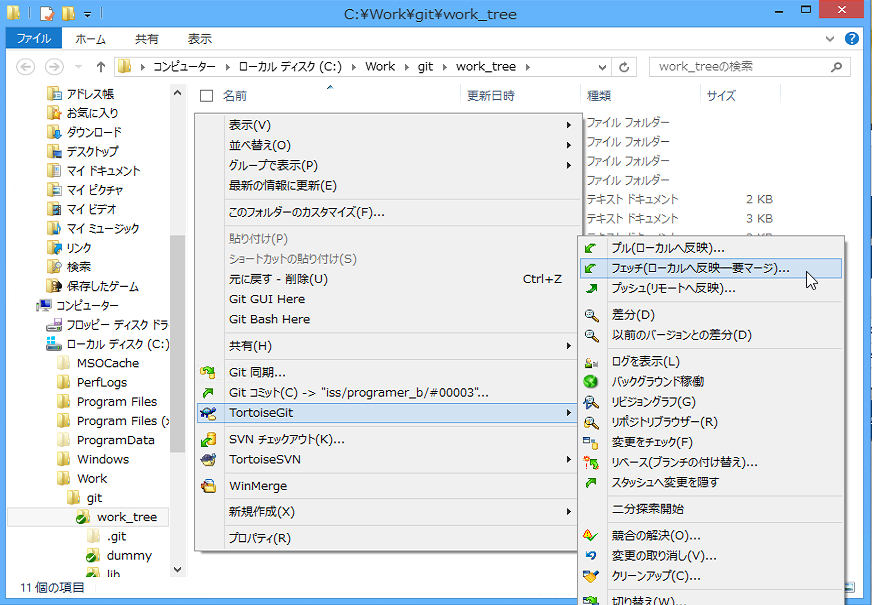 C:¥Work¥git¥work_tree
ファイル ホーム 共有 表示
コンピューター ローカル ディスク (C:) Work git work_tree work_treeの検索
名前 更新日時 種類 サイズ
アドレス帳
お気に入り
ダウンロード
デスクトップ
マイ ドキュメント
マイ ピクチャ
マイ ビデオ
マイ ミュージック
リンク
検索
保存したゲーム
コンピューター
フロッピー ディスク ドラ
ローカル ディスク (C:)
MSOCache
PerfLogs
Program Files
Program Files (x
ProgramData
Windows
Work
git
work_tree
.git
dummy
lib
11 個の項目
ファイル フォルダー
ファイル フォルダー
ファイル フォルダー
ファイル フォルダー
テキスト ドキュメント 2 KB
テキスト ドキュメント 3 KB
表示(V)
並べ替え(O)
グループで表示(P)
最新の情報に更新(E)
このフォルダーのカスタマイズ(F)...
貼り付け(P)
ショートカットの貼り付け(S)
元に戻す - 削除(U) Ctrl+Z
Git GUI Here
Git Bash Here
共有(H)
Git 同期...
Git コミット(C) -> "iss/programer_b/#00003"...
TortoiseGit
SVN チェックアウト(K)...
TortoiseSVN
WinMerge
新規作成(X)
プロパティ(R)
プル(ローカルへ反映)...
フェッチ(ローカルへ反映―要マージ)...
プッシュ(リモートへ反映)...
差分(D)
以前のバージョンとの差分(D)
ログを表示(L)
バックグラウンド稼働
リビジョングラフ(G)
リポジトリブラウザー(R)
変更をチェック(F)
リベース(ブランチの付け替え)...
スタッシュへ変更を隠す
二分探索開始
競合の解決(O)...
変更の取り消し(V)...
クリーンアップ(C)...
切り替え(W)...